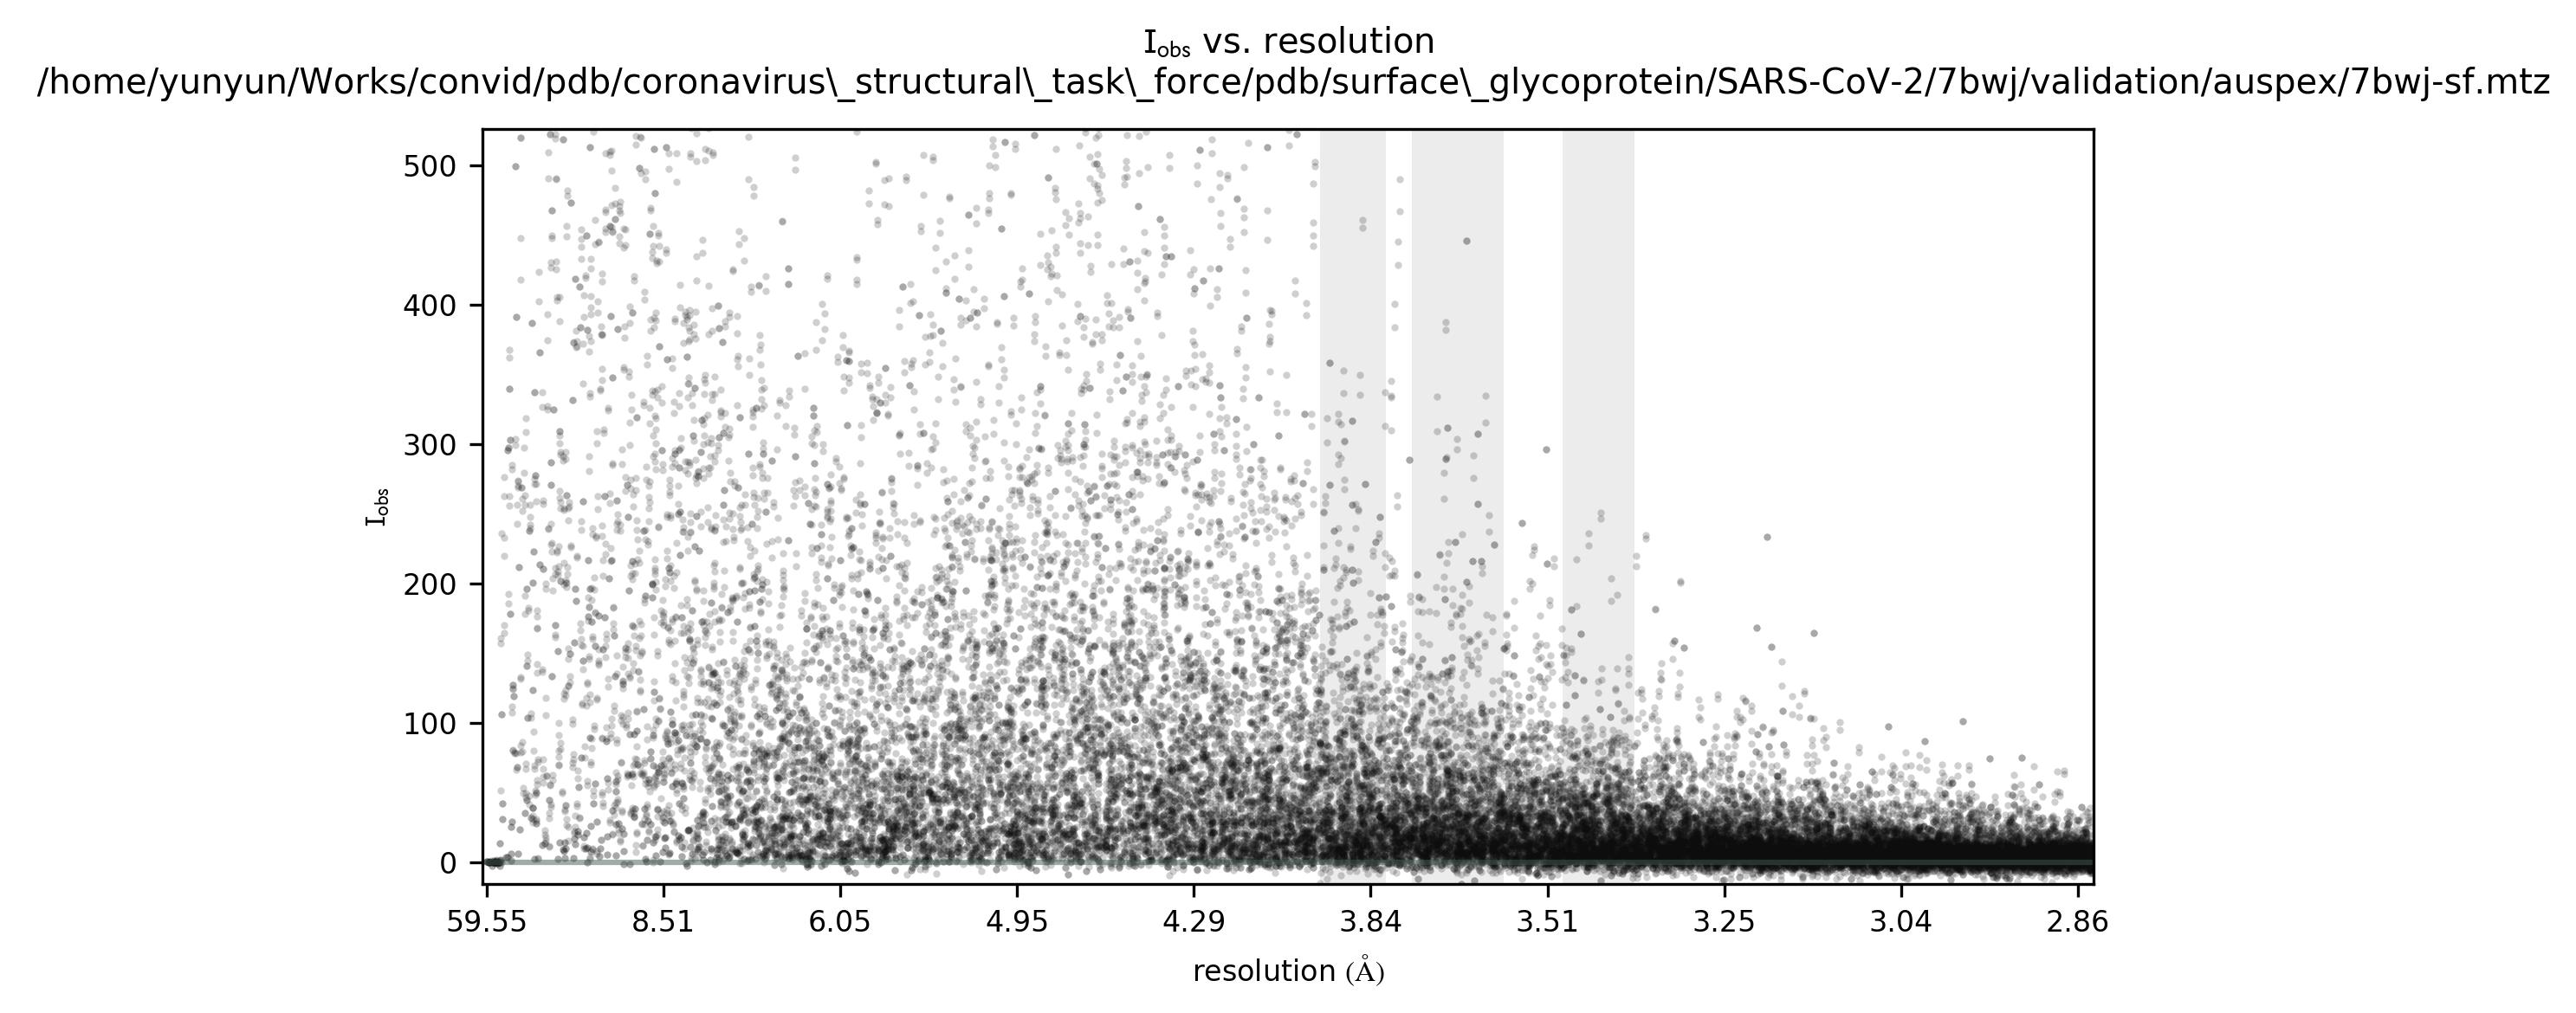 I_obs vs. resolution
/home/yunyun/Works/convid/pdb/coronavirus\_structural\_task\_force/pdb/surface\_glycoprotein/SARS-CoV-2/7bwj/validation/auspex/7bwj-sf.mtz
500
400
300
200
100
0
I_obs
59.55 8.51 6.05 4.95 4.29 3.84 3.51 3.25 3.04 2.86
resolution (Å)